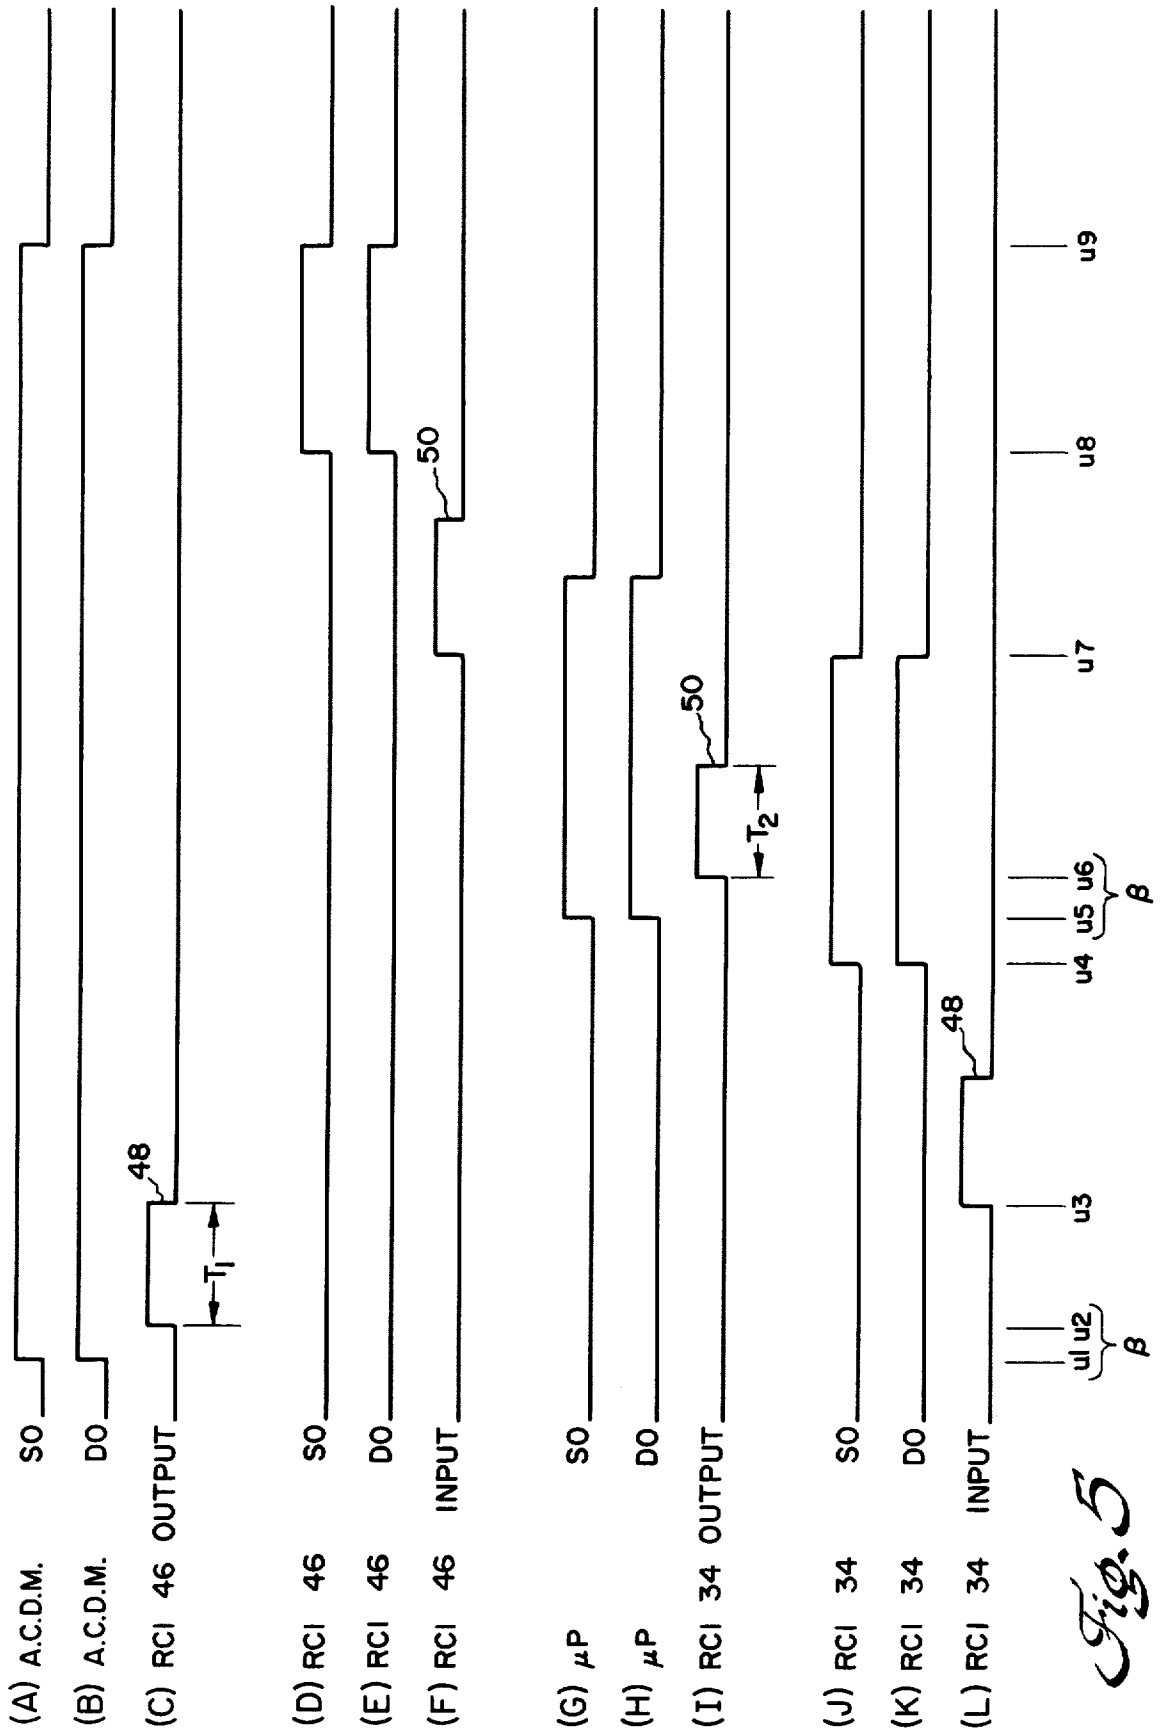 (A) A.C.D.M. SO
(B) A.C.D.M. DO
(C) RCI 46 OUTPUT
48
T1
(D) RCI 46 SO
(E) RCI 46 DO
(F) RCI 46 INPUT
50
(G) μP SO
(H) μP DO
(I) RCI 34 OUTPUT
50
T2
(J) RCI 34 SO
(K) RCI 34 DO
(L) RCI 34 INPUT
48
u1 u2 u3 u4 u5 u6 u7 u8 u9
β β
Fig. 5